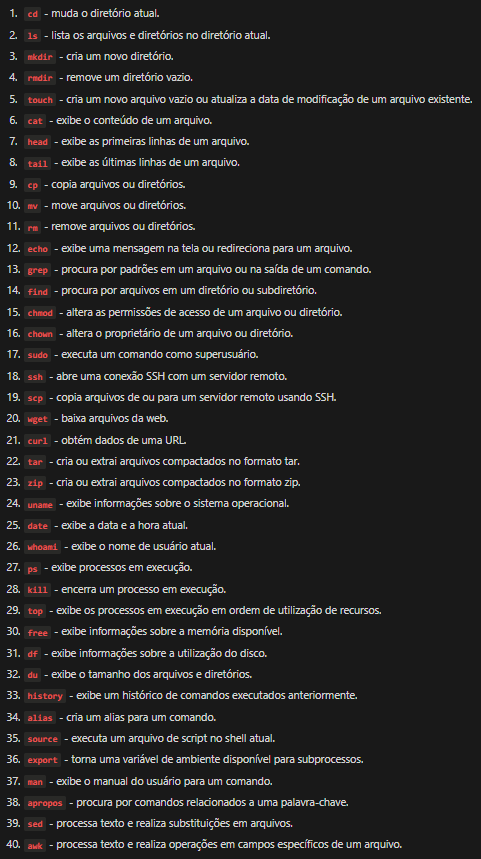 1. cd - muda o diretório atual.
2. ls - lista os arquivos e diretórios no diretório atual.
3. mkdir - cria um novo diretório.
4. rmdir - remove um diretório vazio.
5. touch - cria um novo arquivo vazio ou atualiza a data de modificação de um arquivo existente.
6. cat - exibe o conteúdo de um arquivo.
7. head - exibe as primeiras linhas de um arquivo.
8. tail - exibe as últimas linhas de um arquivo.
9. cp - copia arquivos ou diretórios.
10. mv - move arquivos ou diretórios.
11. rm - remove arquivos ou diretórios.
12. echo - exibe uma mensagem na tela ou redireciona para um arquivo.
13. grep - procura por padrões em um arquivo ou na saída de um comando.
14. find - procura por arquivos em um diretório ou subdiretório.
15. chmod - altera as permissões de acesso de um arquivo ou diretório.
16. chown - altera o proprietário de um arquivo ou diretório.
17. sudo - executa um comando como superusuário.
18. ssh - abre uma conexão SSH com um servidor remoto.
19. scp - copia arquivos de ou para um servidor remoto usando SSH.
20. wget - baixa arquivos da web.
21. curl - obtém dados de uma URL.
22. tar - cria ou extrai arquivos compactados no formato tar.
23. zip - cria ou extrai arquivos compactados no formato zip.
24. uname - exibe informações sobre o sistema operacional.
25. date - exibe a data e a hora atual.
26. whoami - exibe o nome de usuário atual.
27. ps - exibe processos em execução.
28. kill - encerra um processo em execução.
29. top - exibe os processos em execução em ordem de utilização de recursos.
30. free - exibe informações sobre a memória disponível.
31. df - exibe informações sobre a utilização do disco.
32. du - exibe o tamanho dos arquivos e diretórios.
33. history - exibe um histórico de comandos executados anteriormente.
34. alias - cria um alias para um comando.
35. source - executa um arquivo de script no shell atual.
36. export - torna uma variável de ambiente disponível para subprocessos.
37. man - exibe o manual do usuário para um comando.
38. apropos - procura por comandos relacionados a uma palavra-chave.
39. sed - processa texto e realiza substituições em arquivos.
40. awk - processa texto e realiza operações em campos específicos de um arquivo.